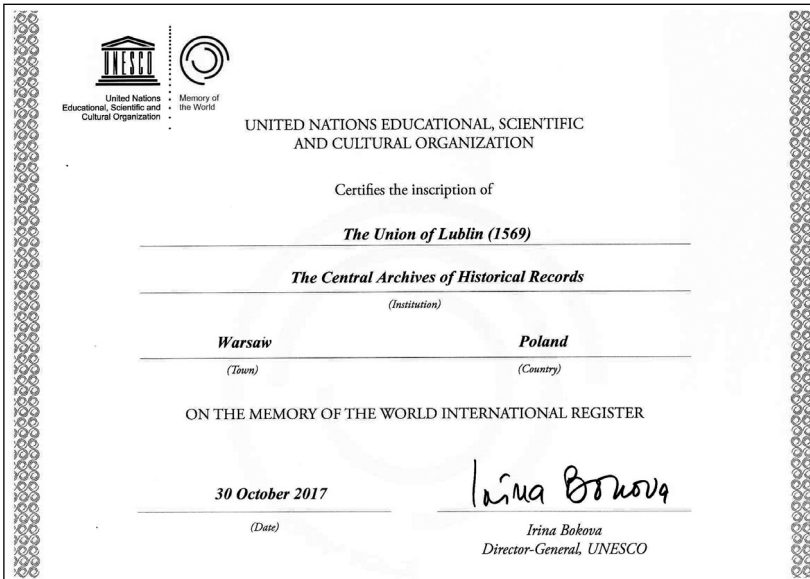 UNESCO
United Nations
Educational, Scientific and
Cultural Organization
Memory of
the World
UNITED NATIONS EDUCATIONAL, SCIENTIFIC
AND CULTURAL ORGANIZATION
Certifies the inscription of
The Union of Lublin (1569)
The Central Archives of Historical Records
(Institution)
Warsaw Poland
(Town) (Country)
ON THE MEMORY OF THE WORLD INTERNATIONAL REGISTER
Irina Bokova
30 October 2017
(Date)
Irina Bokova
Director-General, UNESCO